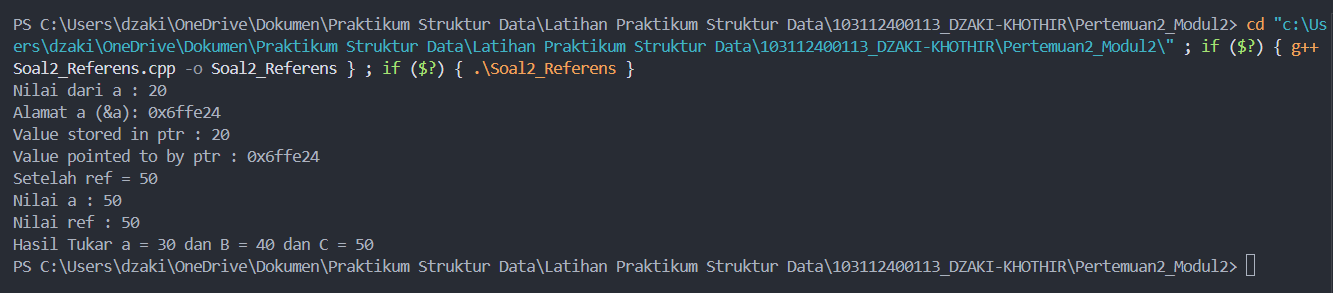 PS C:\Users\dzaki\OneDrive\Dokumen\Praktikum Struktur Data\Latihan Praktikum Struktur Data\103112400113_DZAKI-KHOTHIR\Pertemuan2_Modul2> cd "c:\Us
ers\dzaki\OneDrive\Dokumen\Praktikum Struktur Data\Latihan Praktikum Struktur Data\103112400113_DZAKI-KHOTHIR\Pertemuan2_Modul2\" ; if ($?) { g++
Soal2_Referens.cpp -o Soal2_Referens } ; if ($?) { .\Soal2_Referens }
Nilai dari a : 20
Alamat a (&a): 0x6ffe24
Value stored in ptr : 20
Value pointed to by ptr : 0x6ffe24
Setelah ref = 50
Nilai a : 50
Nilai ref : 50
Hasil Tukar a = 30 dan B = 40 dan C = 50
PS C:\Users\dzaki\OneDrive\Dokumen\Praktikum Struktur Data\Latihan Praktikum Struktur Data\103112400113_DZAKI-KHOTHIR\Pertemuan2_Modul2>